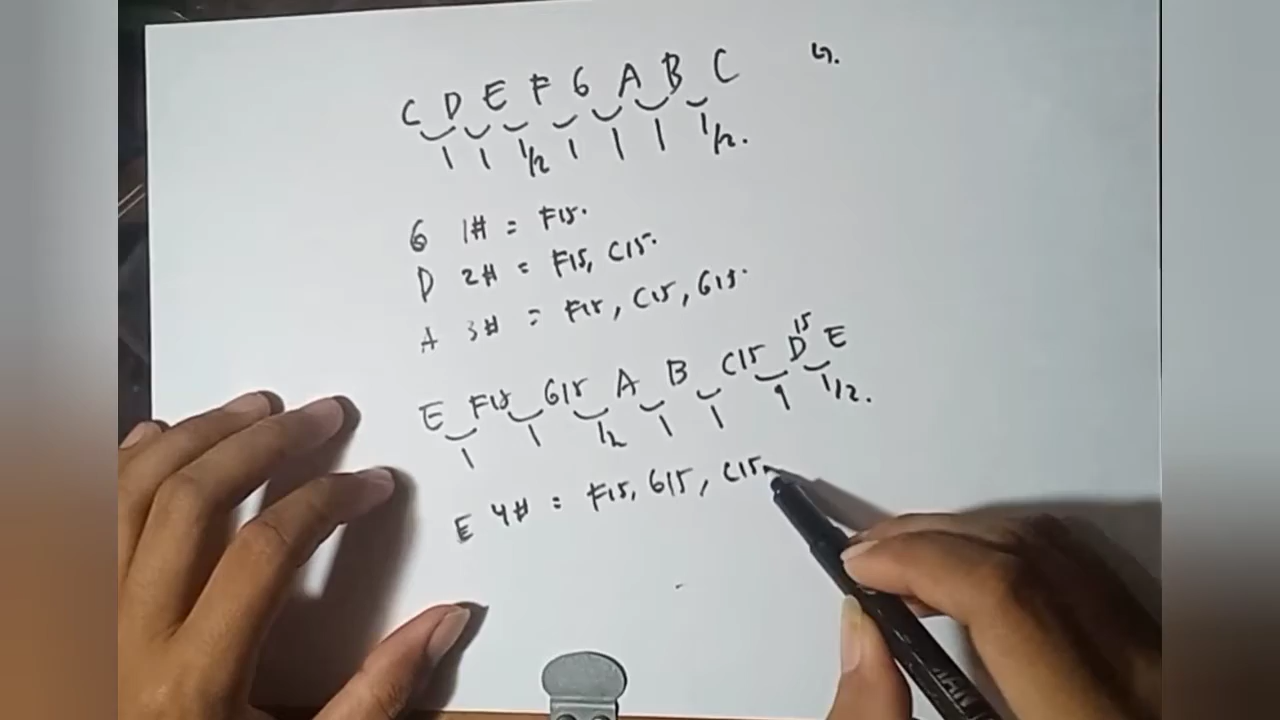 C D E F G A B C
1 1 1/2 1 1 1 1/2.
G 1# = Fis.
D 2# = Fis, Cis.
A 3# = Fis, Cis, Gis.
E Fis Gis A B Cis Dis E
1 1 1/2 1 1 1 1/2.
E 4# = Fis, Gis, Cis